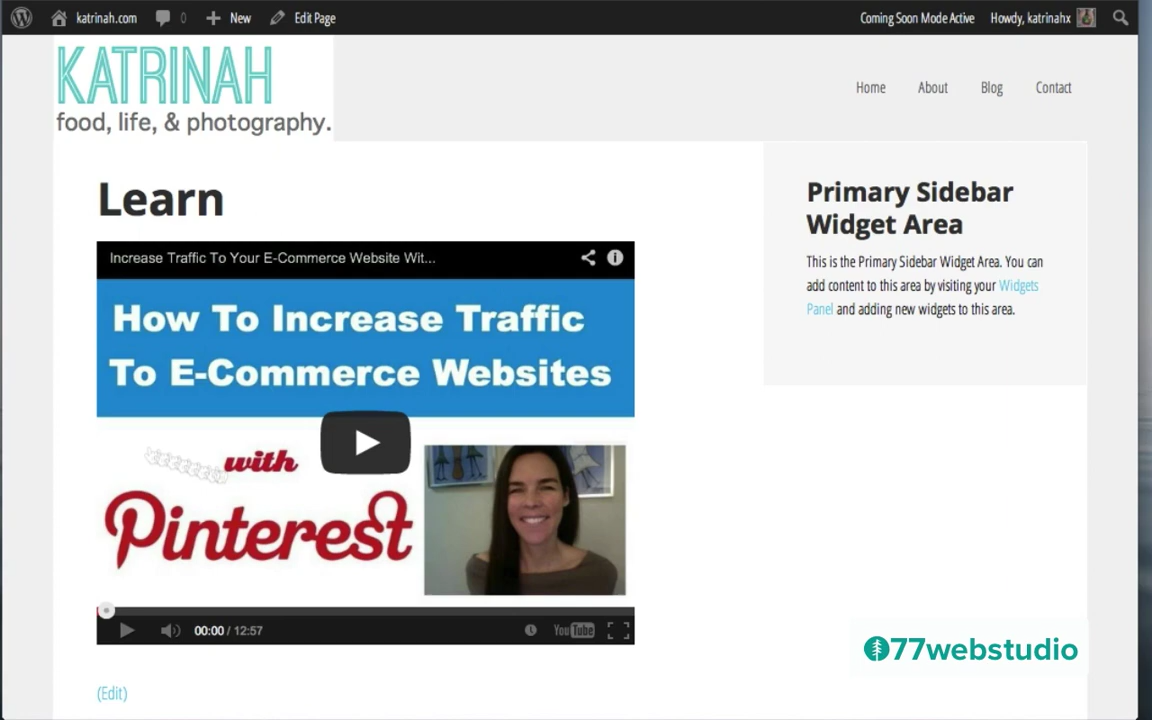 katrinah.com 0 New Edit Page Coming Soon Mode Active Howdy, katrinahx
KATRINAH
food, life, & photography.
Home About Blog Contact
Learn
Increase Traffic To Your E-Commerce Website Wit...
How To Increase Traffic
To E-Commerce Websites
with
Pinterest
00:00 / 12:57 YouTube
(Edit)
Primary Sidebar
Widget Area
This is the Primary Sidebar Widget Area. You can
add content to this area by visiting your Widgets
Panel and adding new widgets to this area.
77webstudio